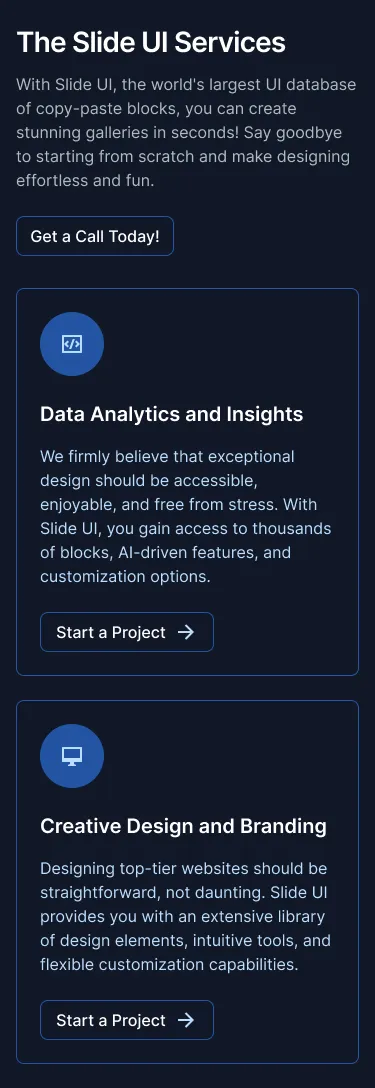 The Slide UI Services
With Slide UI, the world's largest UI database
of copy-paste blocks, you can create
stunning galleries in seconds! Say goodbye
to starting from scratch and make designing
effortless and fun.
Get a Call Today!
Data Analytics and Insights
We firmly believe that exceptional
design should be accessible,
enjoyable, and free from stress. With
Slide UI, you gain access to thousands
of blocks, AI-driven features, and
customization options.
Start a Project
Creative Design and Branding
Designing top-tier websites should be
straightforward, not daunting. Slide UI
provides you with an extensive library
of design elements, intuitive tools, and
flexible customization capabilities.
Start a Project